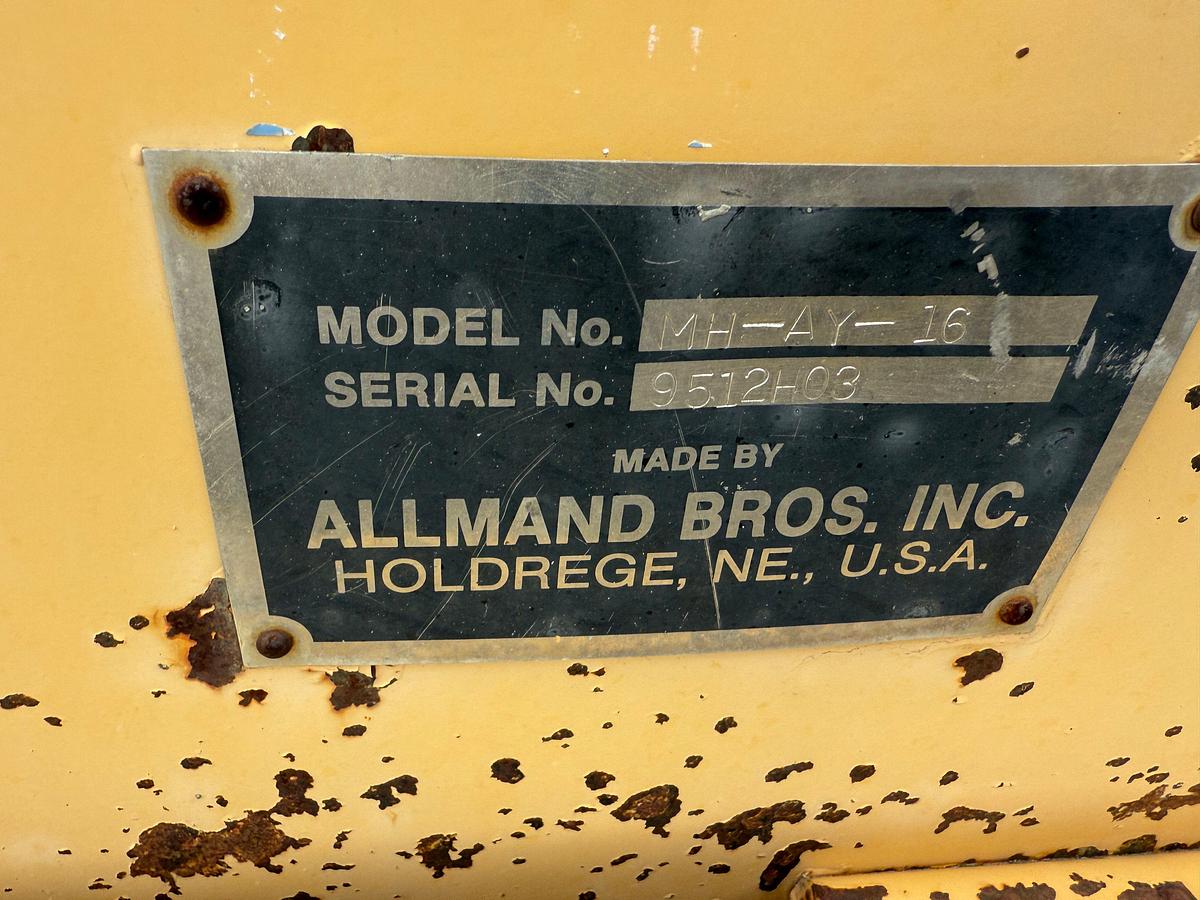 MODEL No. MH-AY-16
SERIAL No. 9512H03
MADE BY
ALLMAND BROS. INC.
HOLDREGE, NE., U.S.A.